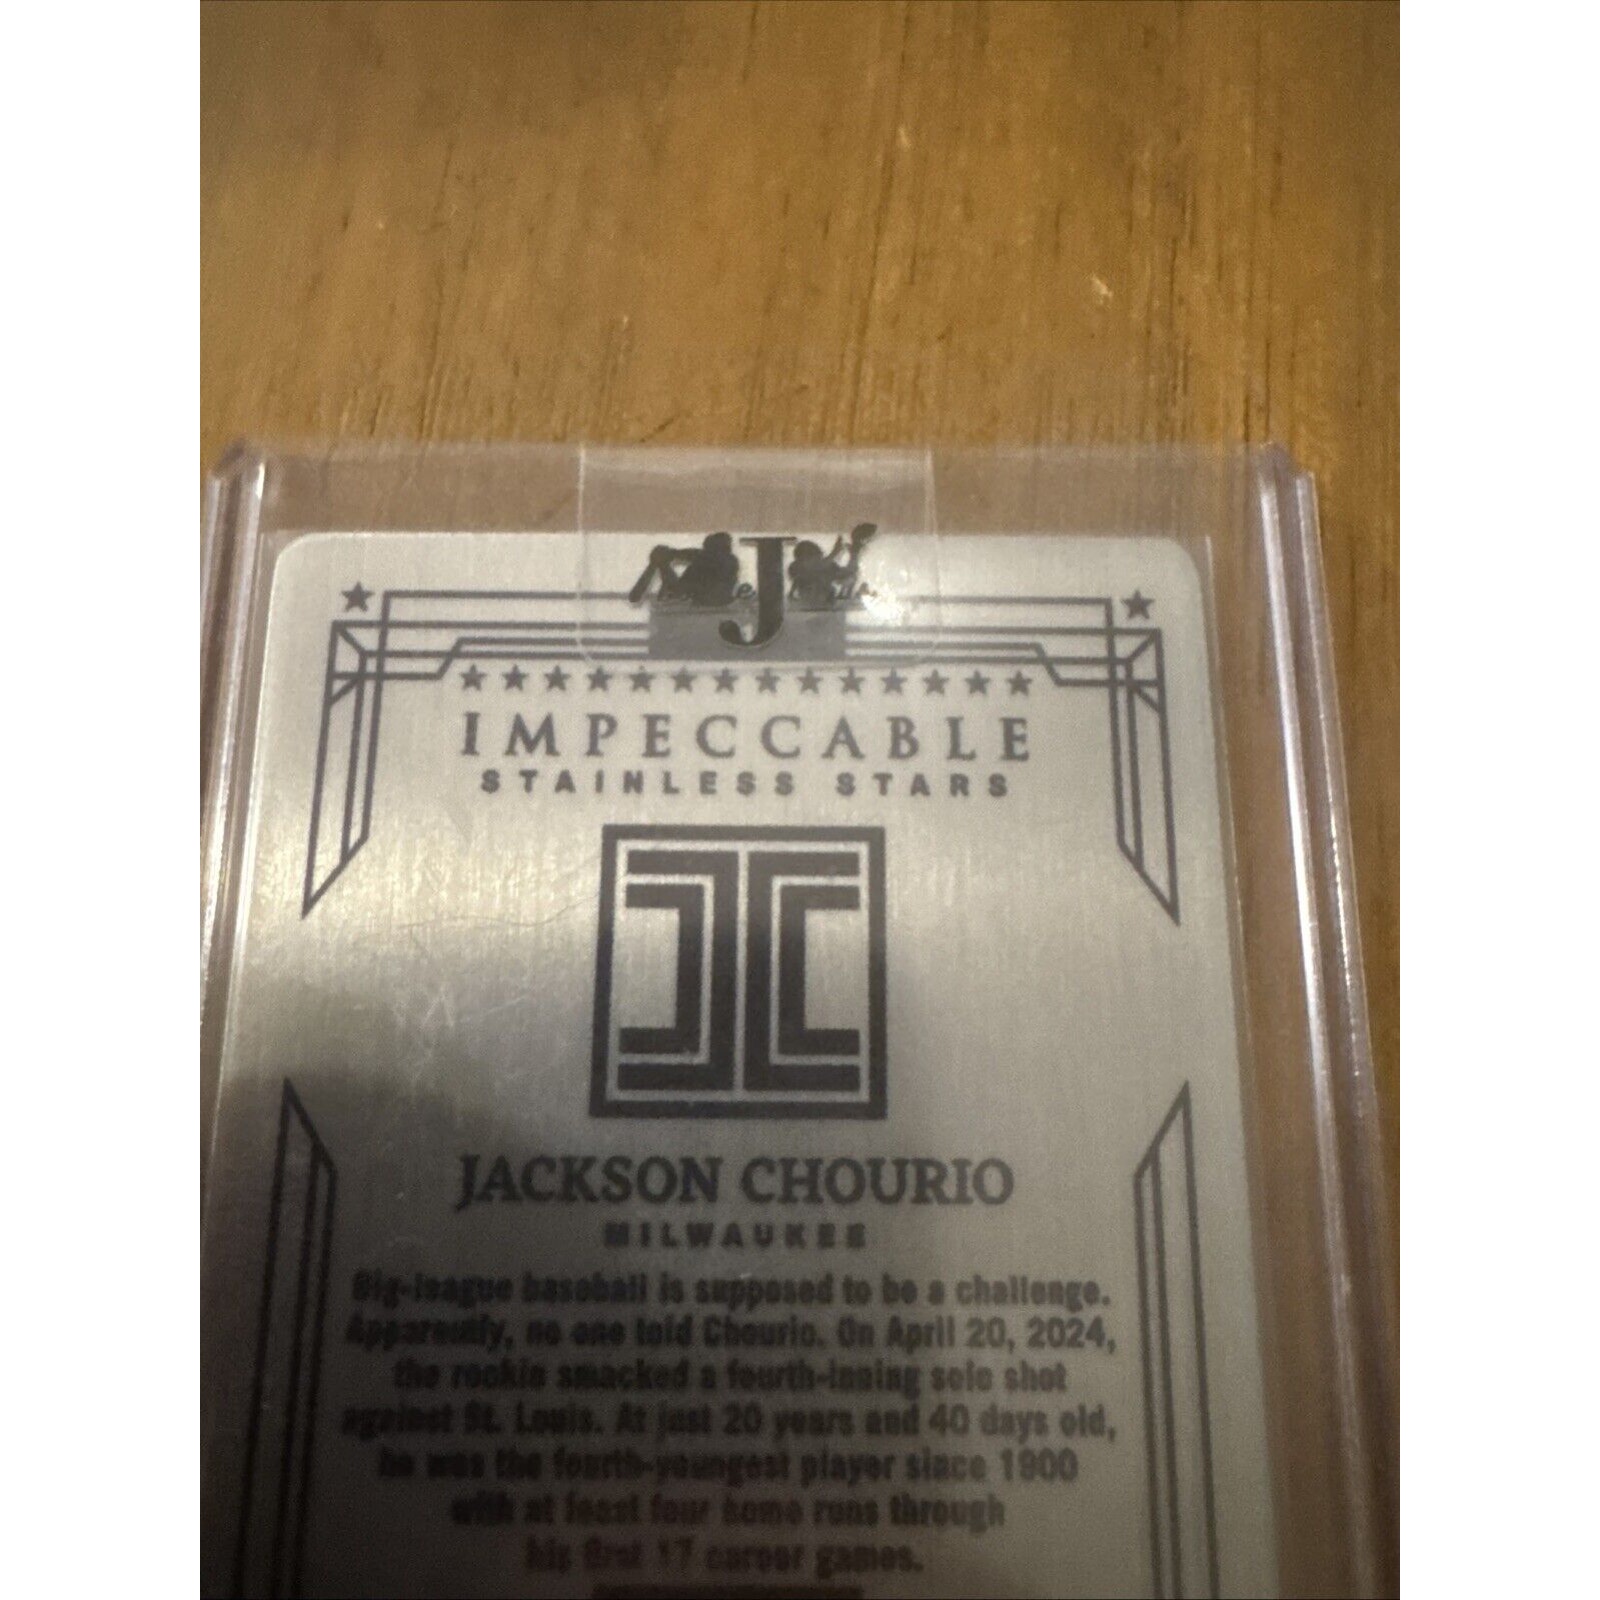 J
IMPECCABLE
STAINLESS STARS
JACKSON CHOURIO
MILWAUKEE
Big-league baseball is supposed to be a challenge.
Apparently, no one told Chourio. On April 20, 2024,
the rookie smacked a fourth-inning solo shot
against St. Louis. At just 20 years and 40 days old,
he was the fourth-youngest player since 1900
with at least four home runs through
his first 17 career games.